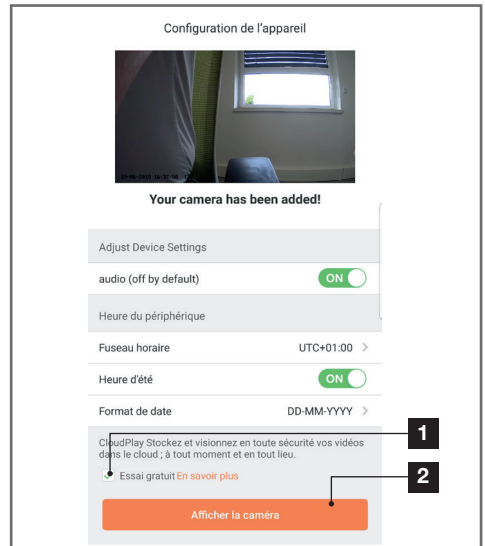 Configuration de l'appareil
Your camera has been added!
Adjust Device Settings
audio (off by default)
ON
Heure du périphérique
Fuseau horaire
UTC+01:00 >
Heure d'été
ON
Format de date
DD-MM-YYYY >
CloudPlay Stockez et visionnez en toute sécurité vos vidéos
dans le cloud ; à tout moment et en tout lieu.
1
Essai gratuit En savoir plus
2
Afficher la caméra